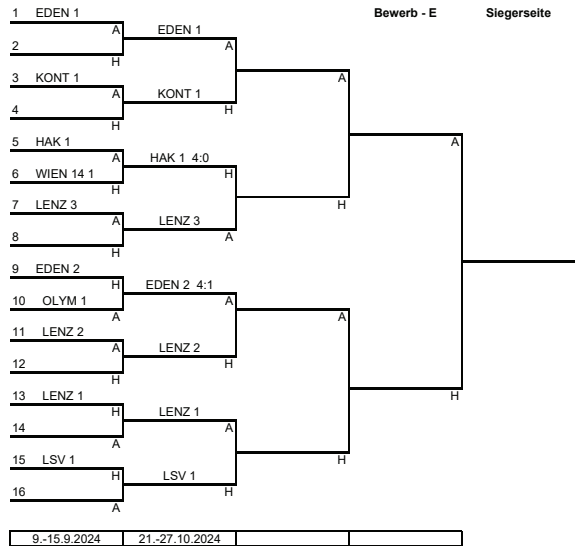 Bewerb - E Siegerseite
1 EDEN 1
A EDEN 1
2 A
H
A
3 KONT 1
A KONT 1
4 H
H
A
5 HAK 1
A HAK 1 4:0
6 WIEN 14 1 H
H
7 LENZ 3 H
A LENZ 3
8 A
H
9 EDEN 2
H EDEN 2 4:1
10 OLYM 1 A
A
A
11 LENZ 2
A LENZ 2
12 H
H
H
13 LENZ 1
H LENZ 1
14 A
A
15 LSV 1 H
H LSV 1
16 H
A
9.-15.9.2024 21.-27.10.2024